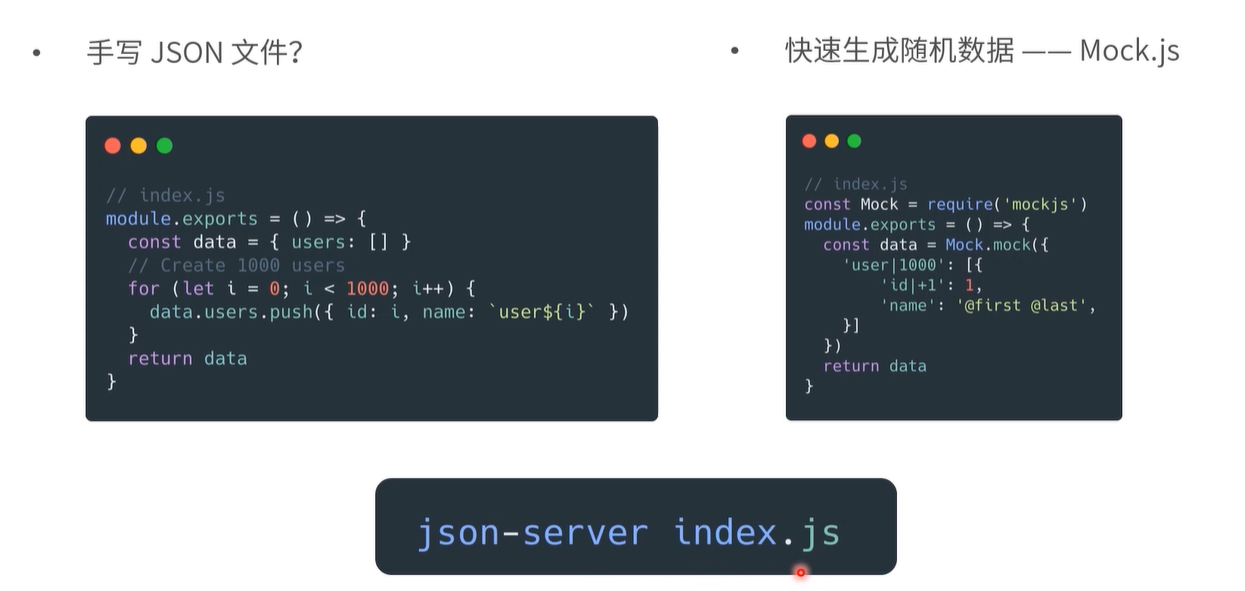 • 手写 JSON 文件？
// index.js
module.exports = () => {
  const data = { users: [] }
  // Create 1000 users
  for (let i = 0; i < 1000; i++) {
    data.users.push({ id: i, name: `user${i}` })
  }
  return data
}
• 快速生成随机数据 —— Mock.js
// index.js
const Mock = require('mockjs')
module.exports = () => {
  const data = Mock.mock({
    'user|1000': [{
        'id|+1': 1,
        'name': '@first @last',
    }]
  })
  return data
}
json-server index.js